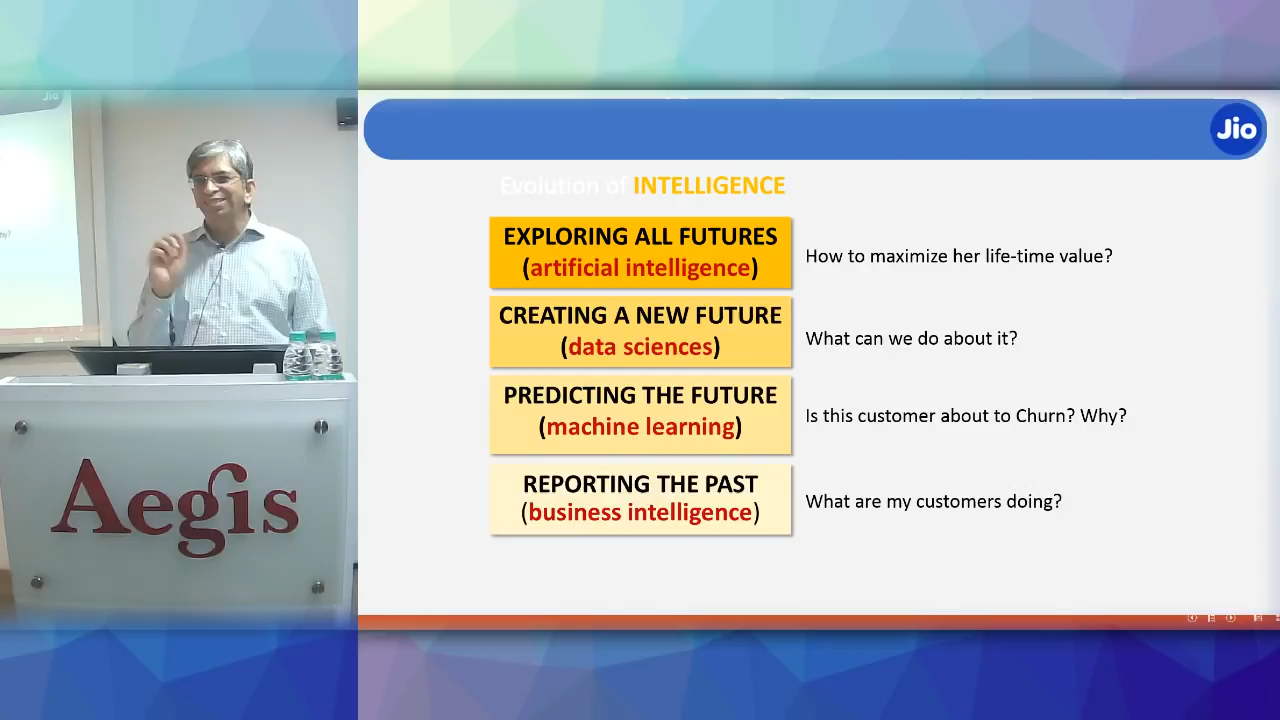 Jio
Jio
Evolution of INTELLIGENCE
EXPLORING ALL FUTURES
(artificial intelligence)
How to maximize her life-time value?
CREATING A NEW FUTURE
(data sciences)
What can we do about it?
PREDICTING THE FUTURE
(machine learning)
Is this customer about to Churn? Why?
REPORTING THE PAST
(business intelligence)
What are my customers doing?
Aegis